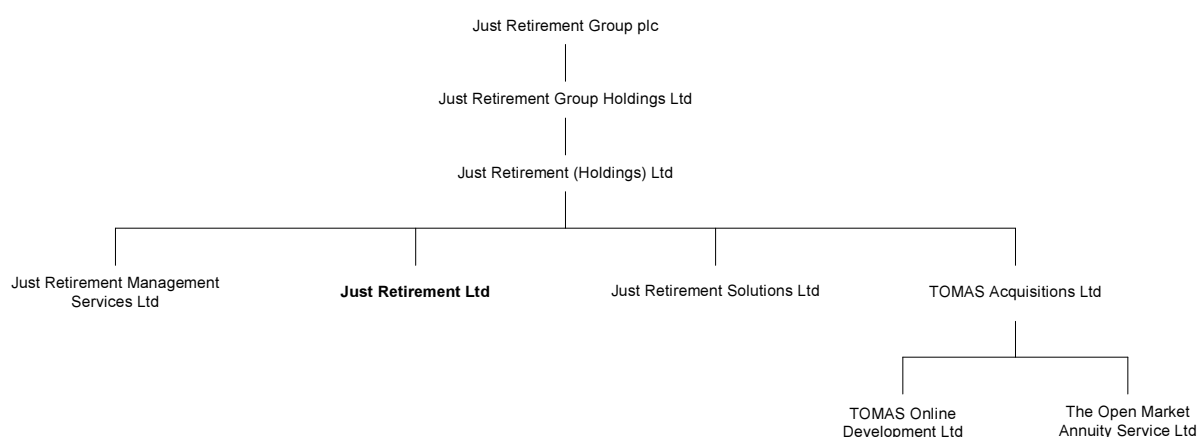 Just Retirement Group plc
Just Retirement Group Holdings Ltd
Just Retirement (Holdings) Ltd
Just Retirement Management
Services Ltd
Just Retirement Ltd
Just Retirement Solutions Ltd
TOMAS Acquisitions Ltd
TOMAS Online
Development Ltd
The Open Market
Annuity Service Ltd